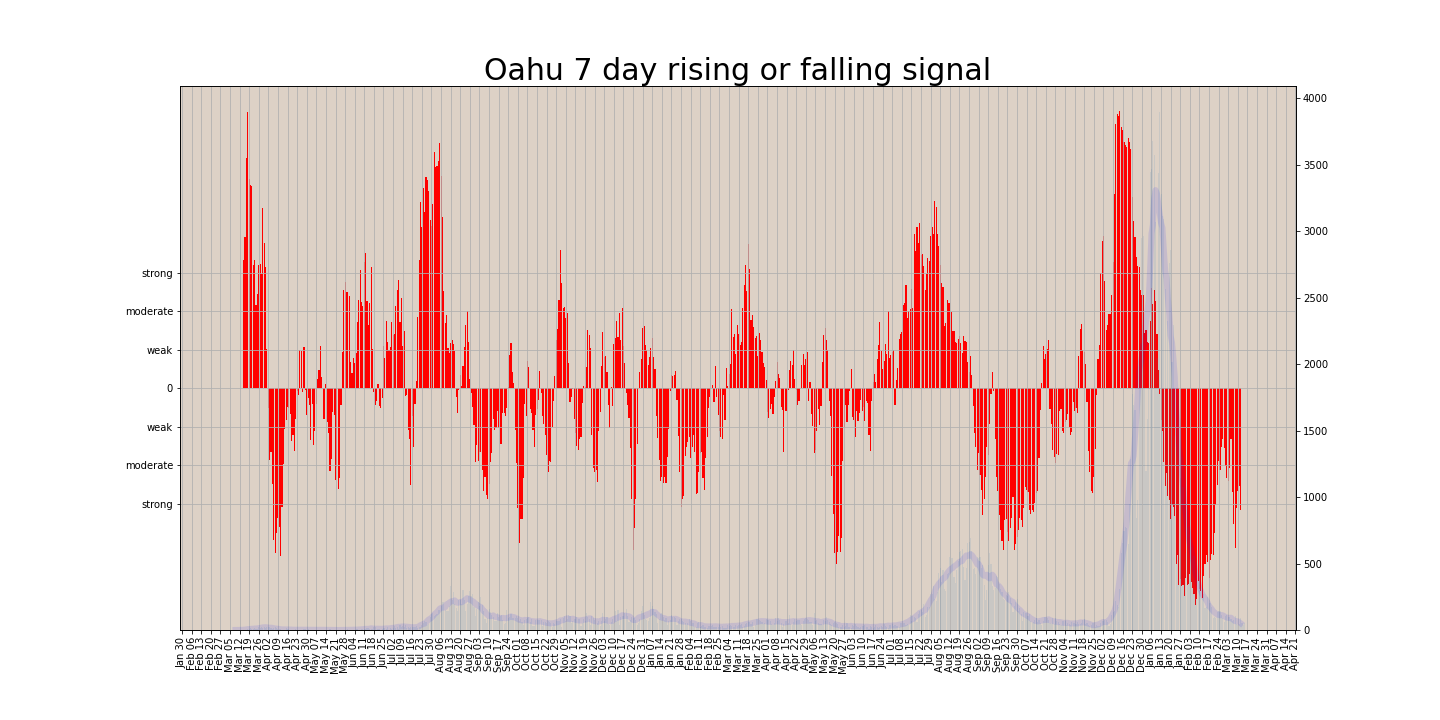 Oahu 7 day rising or falling signal
strong
moderate
weak
0
weak
moderate
strong
4000
3500
3000
2500
2000
1500
1000
500
0
Jan 30
Feb 06
Feb 13
Feb 20
Feb 27
Mar 05
Mar 12
Mar 19
Mar 26
Apr 02
Apr 09
Apr 16
Apr 23
Apr 30
May 07
May 14
May 21
May 28
Jun 04
Jun 11
Jun 18
Jun 25
Jul 02
Jul 09
Jul 16
Jul 23
Jul 30
Aug 06
Aug 13
Aug 20
Aug 27
Sep 03
Sep 10
Sep 17
Sep 24
Oct 01
Oct 08
Oct 15
Oct 22
Oct 29
Nov 05
Nov 12
Nov 19
Nov 26
Dec 03
Dec 10
Dec 17
Dec 24
Dec 31
Jan 07
Jan 14
Jan 21
Jan 28
Feb 04
Feb 11
Feb 18
Feb 25
Mar 04
Mar 11
Mar 18
Mar 25
Apr 01
Apr 08
Apr 15
Apr 22
Apr 29
May 06
May 13
May 20
May 27
Jun 03
Jun 10
Jun 17
Jun 24
Jul 01
Jul 08
Jul 15
Jul 22
Jul 29
Aug 05
Aug 12
Aug 19
Aug 26
Sep 02
Sep 09
Sep 16
Sep 23
Sep 30
Oct 07
Oct 14
Oct 21
Oct 28
Nov 04
Nov 11
Nov 18
Nov 25
Dec 02
Dec 09
Dec 16
Dec 23
Dec 30
Jan 06
Jan 13
Jan 20
Jan 27
Feb 03
Feb 10
Feb 17
Feb 24
Mar 03
Mar 10
Mar 17
Mar 24
Mar 31
Apr 07
Apr 14
Apr 21